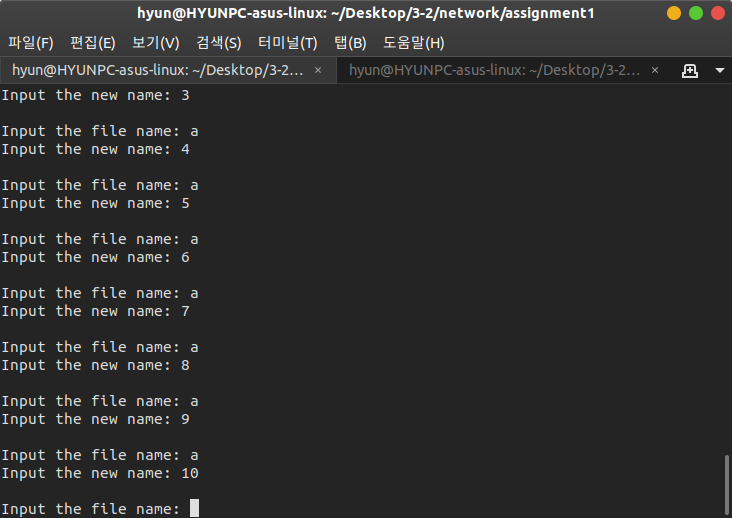 hyun@HYUNPC-asus-linux: ~/Desktop/3-2/network/assignment1
파일(F) 편집(E) 보기(V) 검색(S) 터미널(T) 탭(B) 도움말(H)
hyun@HYUNPC-asus-linux: ~/Desktop/3-2... × hyun@HYUNPC-asus-linux: ~/Desktop/3-2... ×
Input the new name: 3
Input the file name: a
Input the new name: 4
Input the file name: a
Input the new name: 5
Input the file name: a
Input the new name: 6
Input the file name: a
Input the new name: 7
Input the file name: a
Input the new name: 8
Input the file name: a
Input the new name: 9
Input the file name: a
Input the new name: 10
Input the file name: